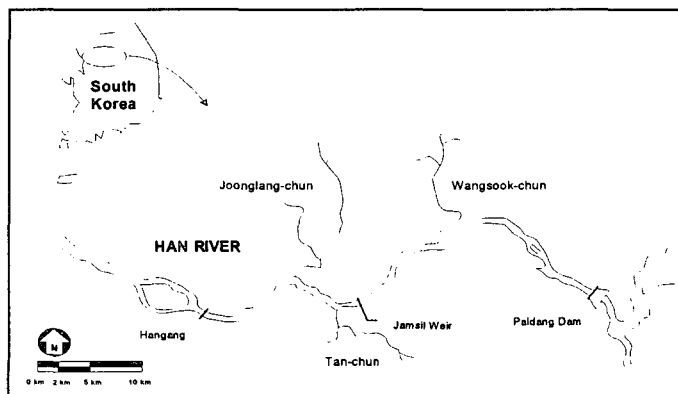 South
Korea
Joonglang-chun
Wangsook-chun
HAN RIVER
Hangang
Jamsil Weir
Paldang Dam
Tan-chun
N
0 km 2 km 5 km 10 km